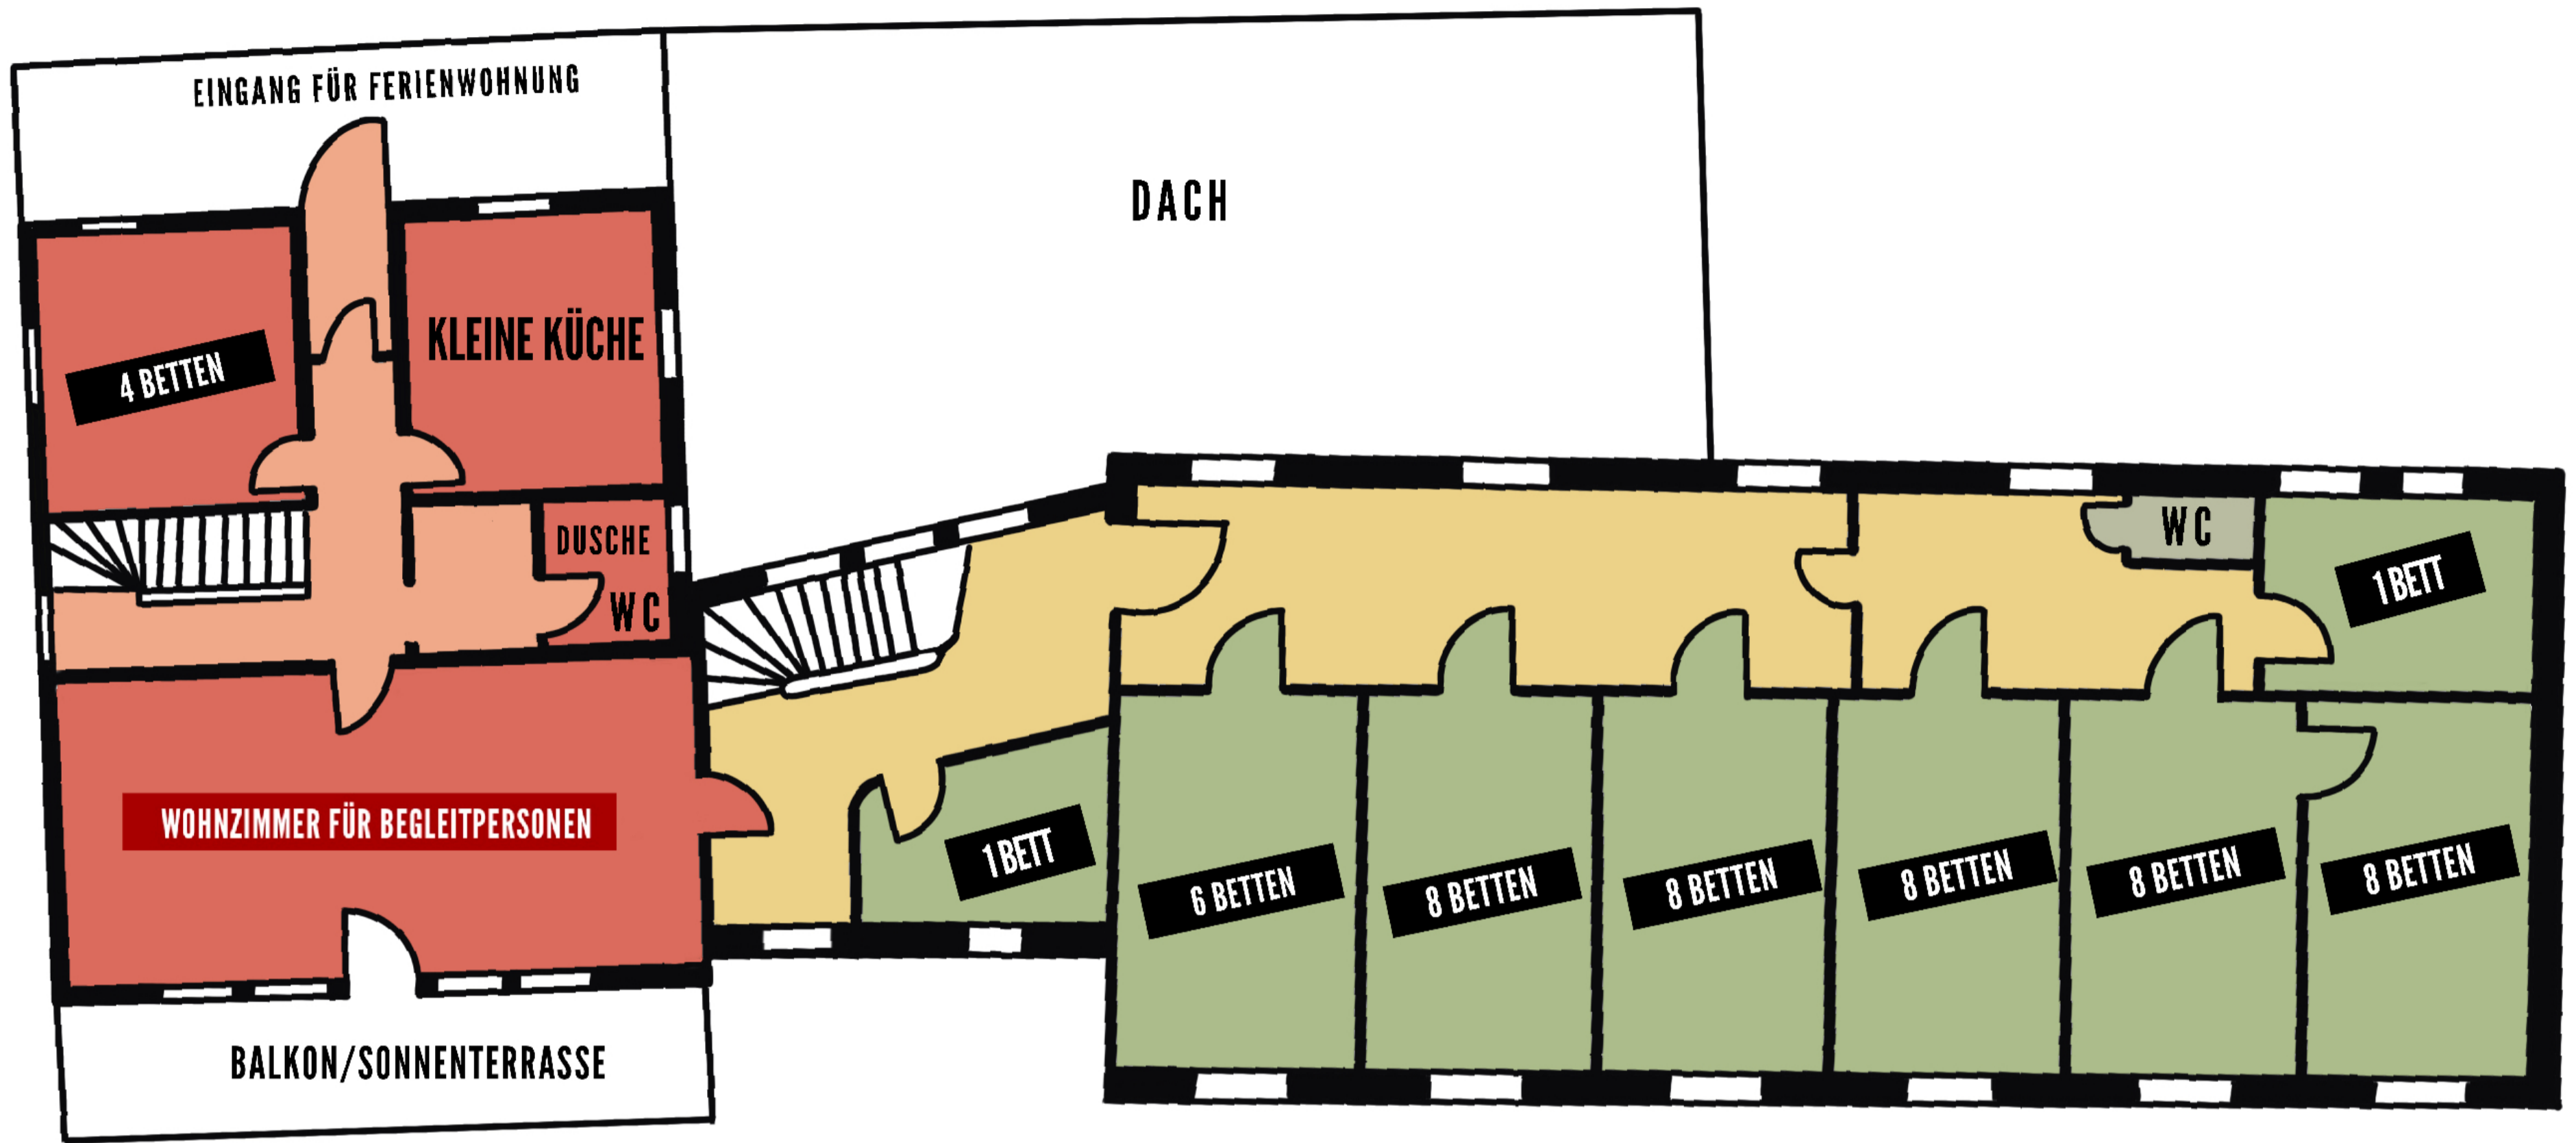 EINGANG FÜR FERIENWOHNUNG
DACH
KLEINE KÜCHE
4 BETTEN
DUSCHE
WC
WC
1 BETT
WOHNZIMMER FÜR BEGLEITPERSONEN
1 BETT
6 BETTEN
8 BETTEN
8 BETTEN
8 BETTEN
8 BETTEN
8 BETTEN
BALKON/SONNENTERRASSE